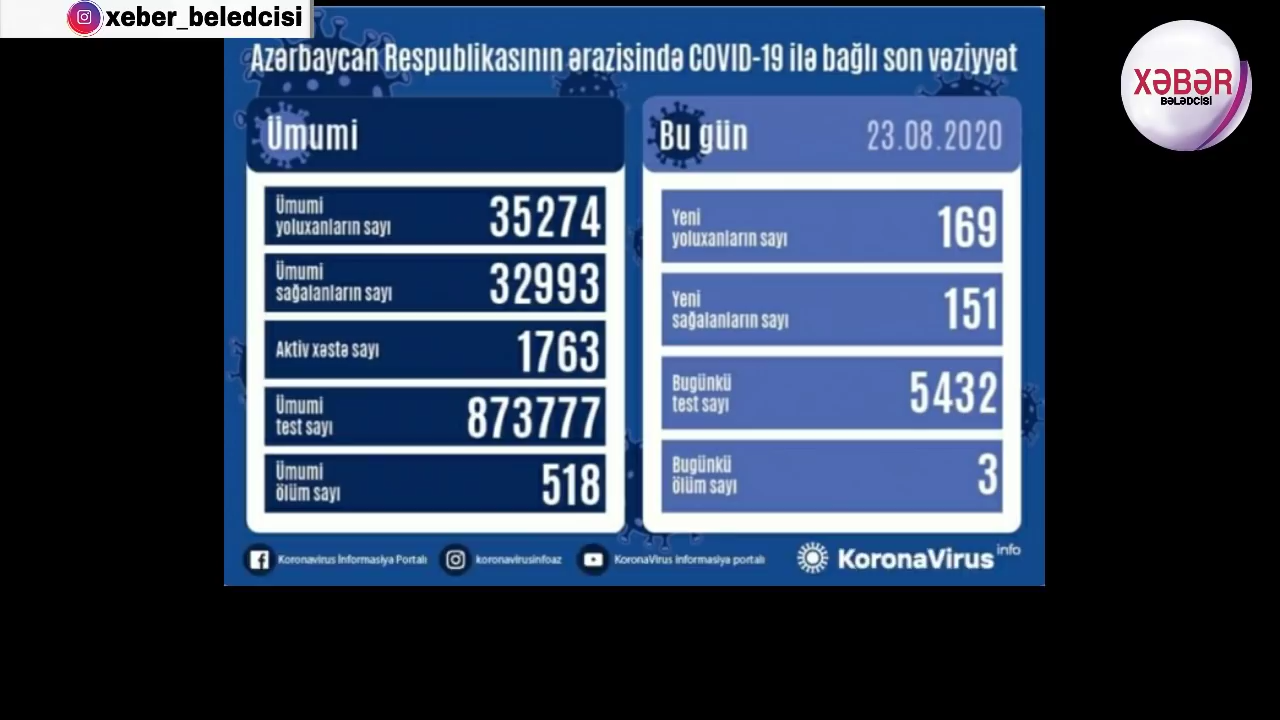 xeber_beledcisi
XƏBƏR
BƏLƏDCİSİ
Azərbaycan Respublikasının ərazisində COVID-19 ilə bağlı son vəziyyət
Ümumi
Ümumi
yoluxanların sayı
35274
Ümumi
sağalanların sayı
32993
Aktiv xəstə sayı
1763
Ümumi
test sayı
873777
Ümumi
ölüm sayı
518
Bu gün
23.08.2020
Yeni
yoluxanların sayı
169
Yeni
sağalanların sayı
151
Bugünkü
test sayı
5432
Bugünkü
ölüm sayı
3
Koronavirus İnformasiya Portalı
koronavirusinfoaz
KoronaVirus informasiya portalı
KoronaVirus info